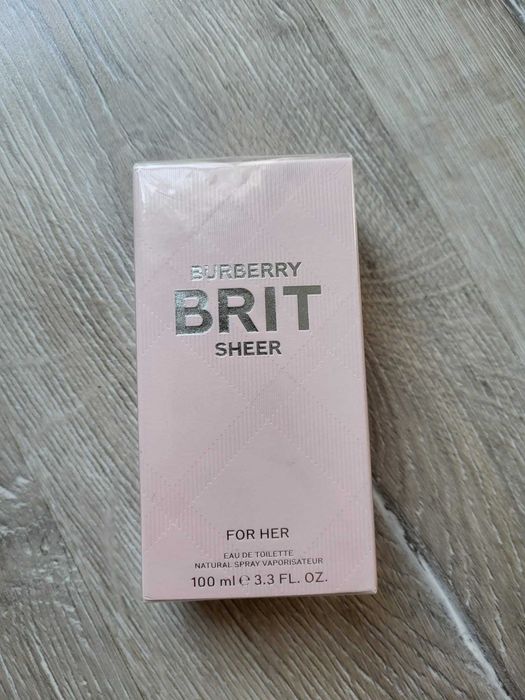 BURBERRY
BRIT
SHEER
FOR HER
EAU DE TOILETTE
NATURAL SPRAY VAPORISATEUR
100 ml ℮ 3.3 FL. OZ.